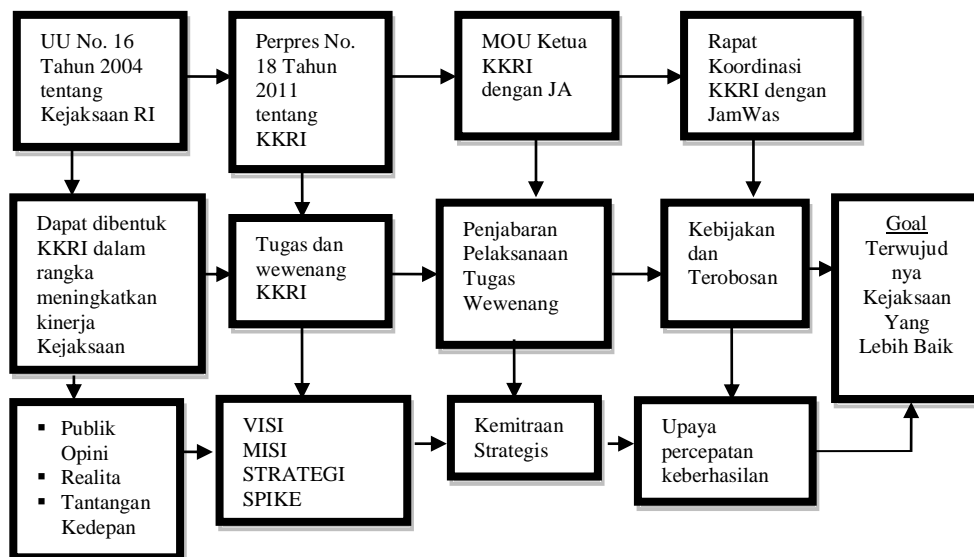 UU No. 16
Tahun 2004
tentang
Kejaksaan RI
Perpres No.
18 Tahun
2011
tentang
KKRI
MOU Ketua
KKRI
dengan JA
Rapat
Koordinasi
KKRI dengan
JamWas
Dapat dibentuk
KKRI dalam
rangka
meningkatkan
kinerja
Kejaksaan
Tugas dan
wewenang
KKRI
Penjabaran
Pelaksanaan
Tugas
Wewenang
Kebijakan
dan
Terobosan
Goal
Terwujud
nya
Kejaksaan
Yang
Lebih Baik
▪ Publik
Opini
▪ Realita
▪ Tantangan
Kedepan
VISI
MISI
STRATEGI
SPIKE
Kemitraan
Strategis
Upaya
percepatan
keberhasilan